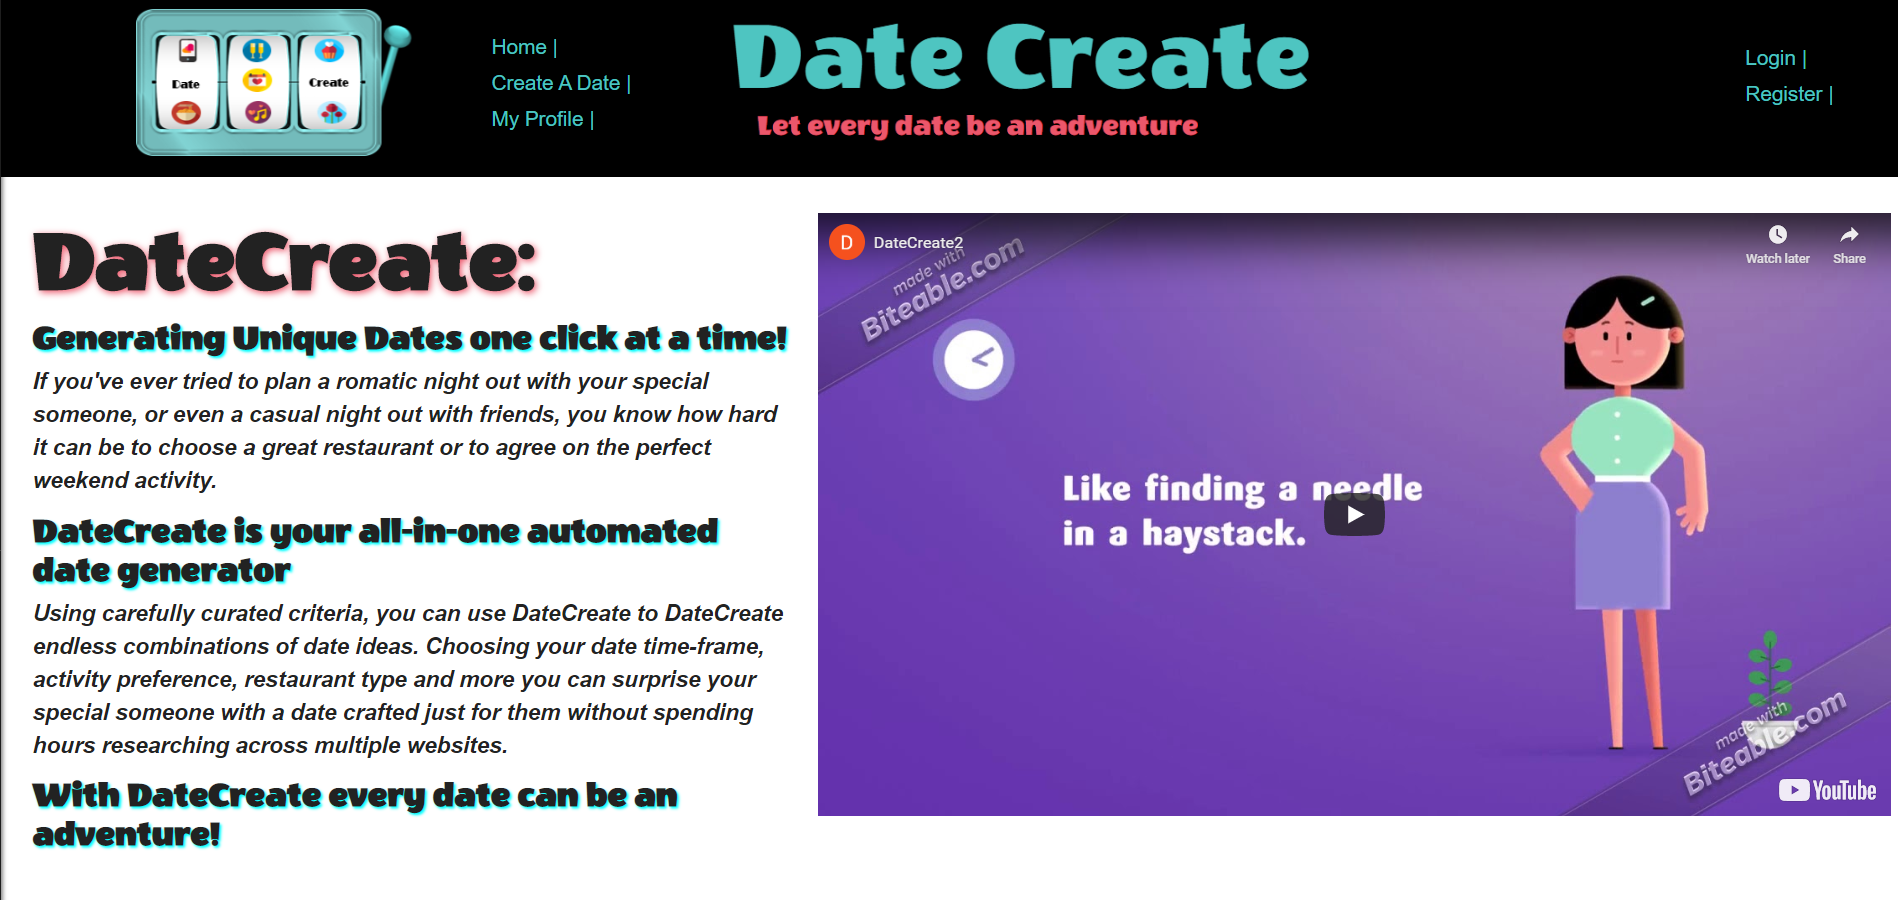 Date
Create
Home |
Create A Date |
My Profile |
Date Create
Let every date be an adventure
Login |
Register |
DateCreate:
Generating Unique Dates one click at a time!
If you've ever tried to plan a romatic night out with your special
someone, or even a casual night out with friends, you know how hard
it can be to choose a great restaurant or to agree on the perfect
weekend activity.
DateCreate is your all-in-one automated
date generator
Using carefully curated criteria, you can use DateCreate to DateCreate
endless combinations of date ideas. Choosing your date time-frame,
activity preference, restaurant type and more you can surprise your
special someone with a date crafted just for them without spending
hours researching across multiple websites.
With DateCreate every date can be an
adventure!
D
DateCreate2
Watch later
Share
made with
Biteable.com
Like finding a needle
in a haystack.
made with
Biteable.com
YouTube